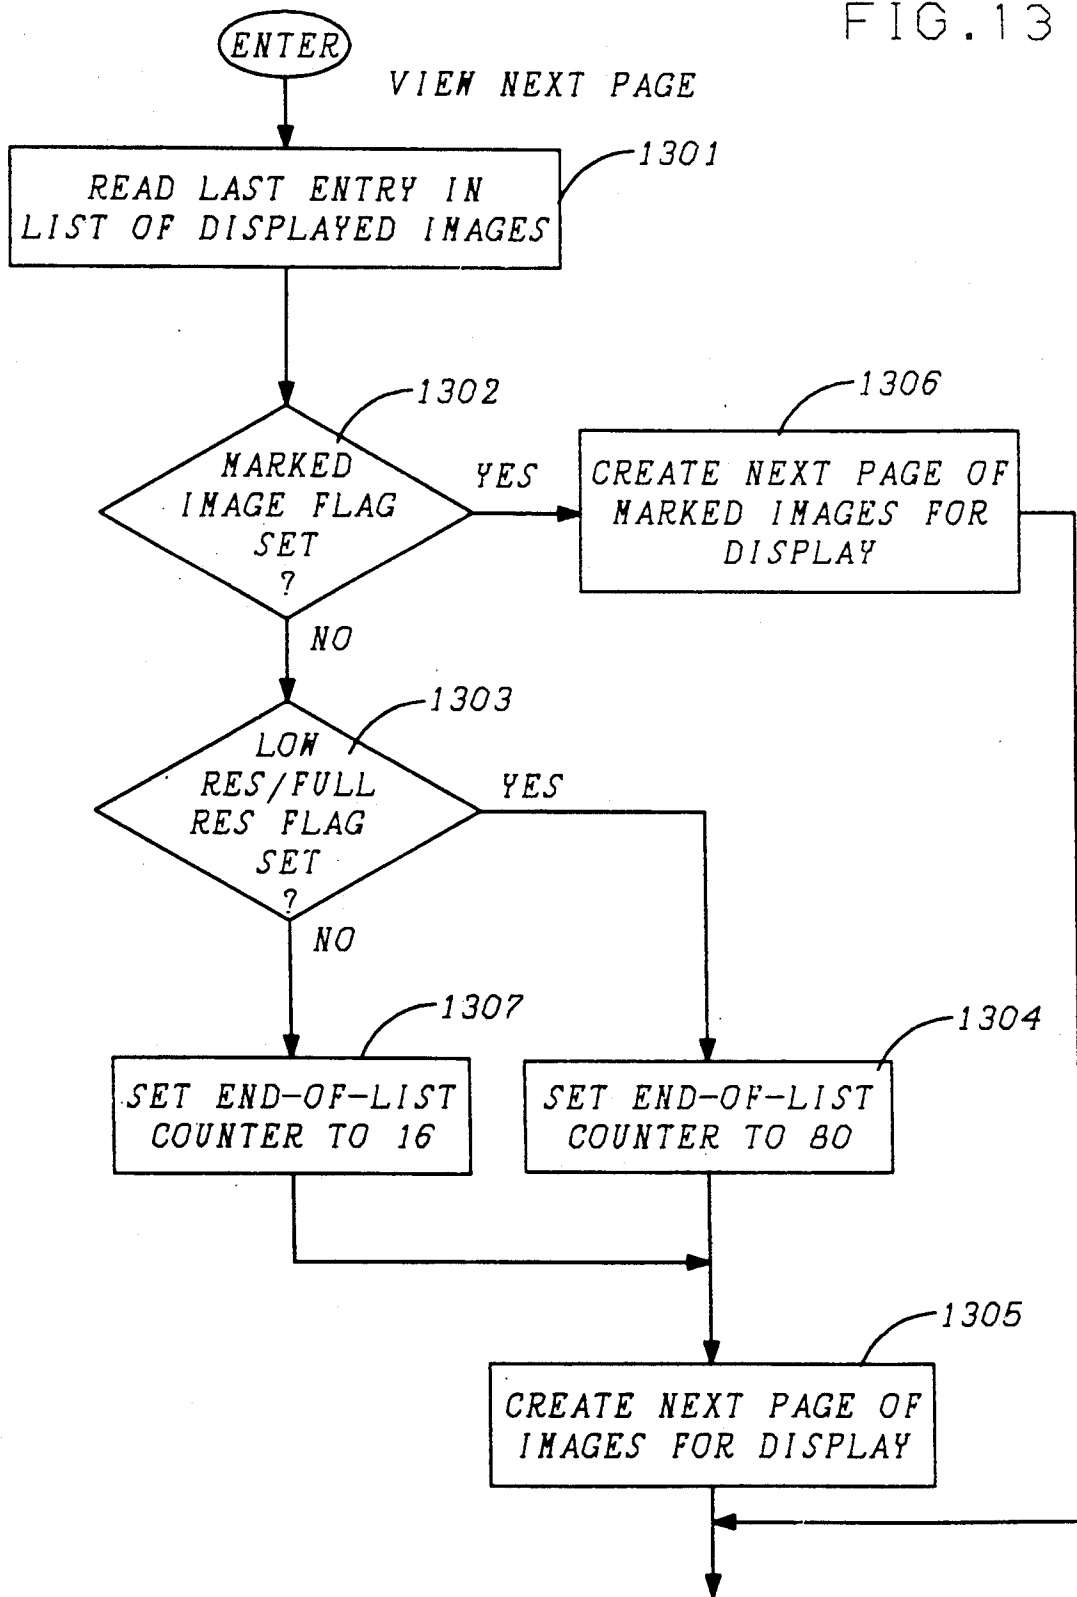 FIG.13
ENTER
VIEW NEXT PAGE
1301
READ LAST ENTRY IN
LIST OF DISPLAYED IMAGES
1302
MARKED
IMAGE FLAG
SET
?
YES
1306
CREATE NEXT PAGE OF
MARKED IMAGES FOR
DISPLAY
NO
1303
LOW
RES/FULL
RES FLAG
SET
?
YES
NO
1307
SET END-OF-LIST
COUNTER TO 16
1304
SET END-OF-LIST
COUNTER TO 80
1305
CREATE NEXT PAGE OF
IMAGES FOR DISPLAY